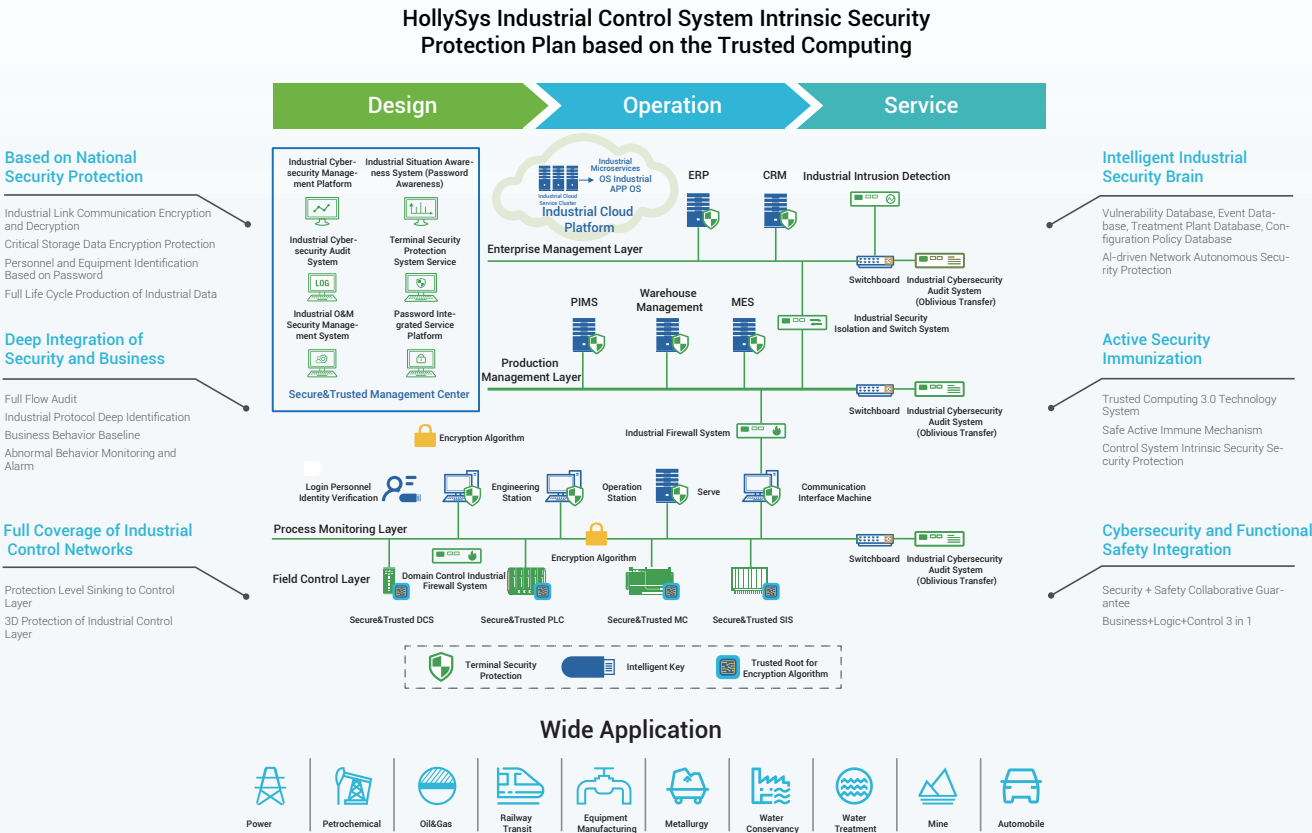 HollySys Industrial Control System Intrinsic Security
Protection Plan based on the Trusted Computing
Design
Operation
Service
Based on National
Security Protection
Industrial Link Communication Encryption
and Decryption
Critical Storage Data Encryption Protection
Personnel and Equipment Identification
Based on Password
Full Life Cycle Production of Industrial Data
Deep Integration of
Security and Business
Full Flow Audit
Industrial Protocol Deep Identification
Business Behavior Baseline
Abnormal Behavior Monitoring and
Alarm
Full Coverage of Industrial
Control Networks
Protection Level Sinking to Control
Layer
3D Protection of Industrial Control
Layer
Industrial Cyber-
security Manage-
ment Platform
Industrial Situation Aware-
ness System (Password
Awareness)
Industrial Cyber-
security Audit
System
Terminal Security
Protection
System Service
LOG
Industrial O&M
Security Manage-
ment System
Password Inte-
grated Service
Platform
Secure&Trusted Management Center
Industrial
Microservices
OS Industrial
APP OS
Industrial Cloud
Service Cluster
Industrial Cloud
Platform
ERP
CRM
Industrial Intrusion Detection
Enterprise Management Layer
Switchboard
Industrial Cybersecurity
Audit System
(Oblivious Transfer)
PIMS
Warehouse
Management
MES
Industrial Security
Isolation and Switch System
Production
Management Layer
Switchboard
Industrial Cybersecurity
Audit System
(Oblivious Transfer)
Encryption Algorithm
Industrial Firewall System
Login Personnel
Identity Verification
Engineering
Station
Operation
Station
Serve
Communication
Interface Machine
Process Monitoring Layer
Encryption Algorithm
Switchboard
Industrial Cybersecurity
Audit System
(Oblivious Transfer)
Field Control Layer
Domain Control Industrial
Firewall System
Secure&Trusted DCS
Secure&Trusted PLC
Secure&Trusted MC
Secure&Trusted SIS
Terminal Security
Protection
Intelligent Key
Trusted Root for
Encryption Algorithm
Intelligent Industrial
Security Brain
Vulnerability Database, Event Data-
base, Treatment Plant Database, Con-
figuration Policy Database
AI-driven Network Autonomous Secu-
rity Protection
Active Security
Immunization
Trusted Computing 3.0 Technology
System
Safe Active Immune Mechanism
Control System Intrinsic Security Se-
curity Protection
Cybersecurity and Functional
Safety Integration
Security + Safety Collaborative Guar-
antee
Business+Logic+Control 3 in 1
Wide Application
Power
Petrochemical
Oil&Gas
Railway
Transit
Equipment
Manufacturing
Metallurgy
Water
Conservancy
Water
Treatment
Mine
Automobile